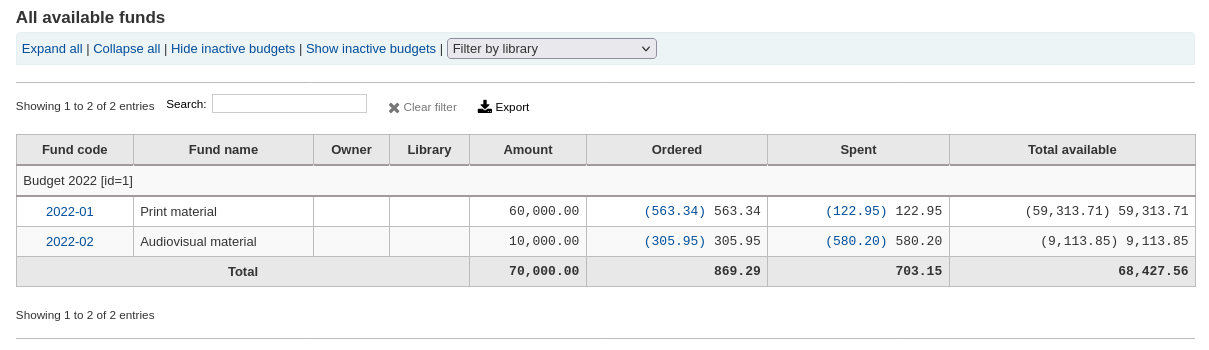 All available funds
Expand all | Collapse all | Hide inactive budgets | Show inactive budgets | Filter by library
Showing 1 to 2 of 2 entries Search: Clear filter Export
Fund code Fund name Owner Library Amount Ordered Spent Total available
Budget 2022 [id=1]
2022-01 Print material 60,000.00 (563.34) 563.34 (122.95) 122.95 (59,313.71) 59,313.71
2022-02 Audiovisual material 10,000.00 (305.95) 305.95 (580.20) 580.20 (9,113.85) 9,113.85
Total 70,000.00 869.29 703.15 68,427.56
Showing 1 to 2 of 2 entries